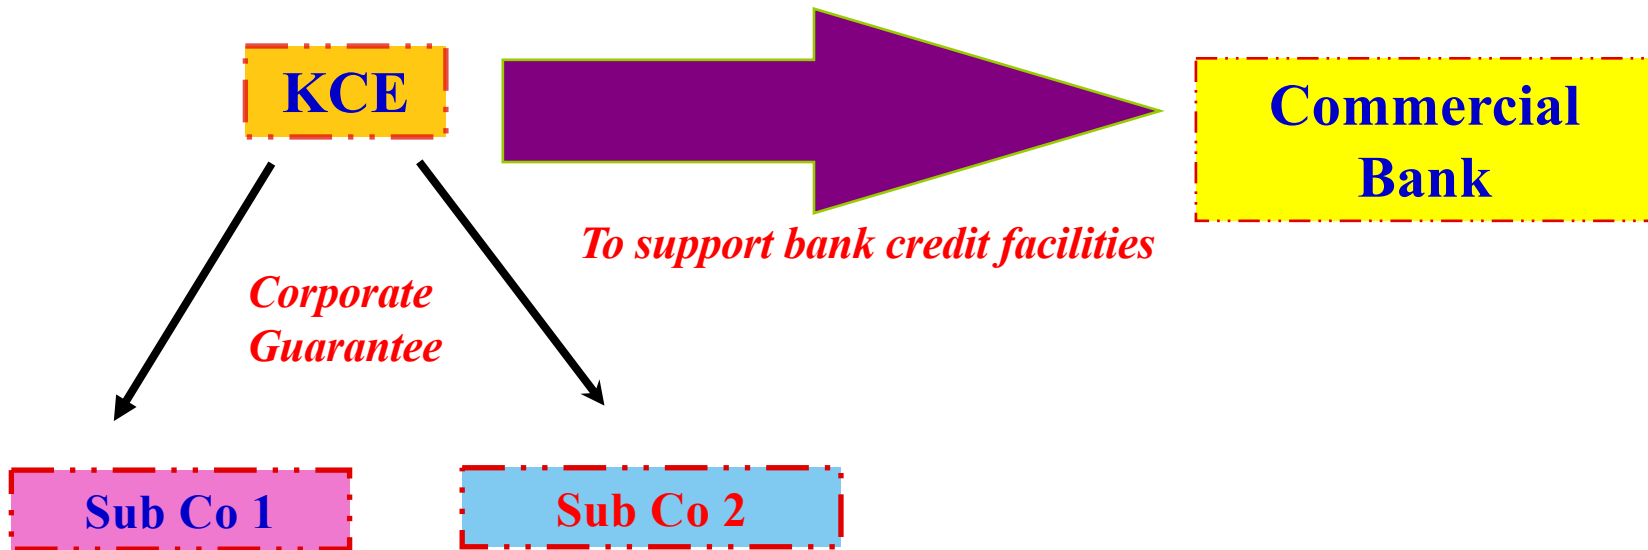 KCE
Commercial
Bank
To support bank credit facilities
Corporate
Guarantee
Sub Co 1
Sub Co 2